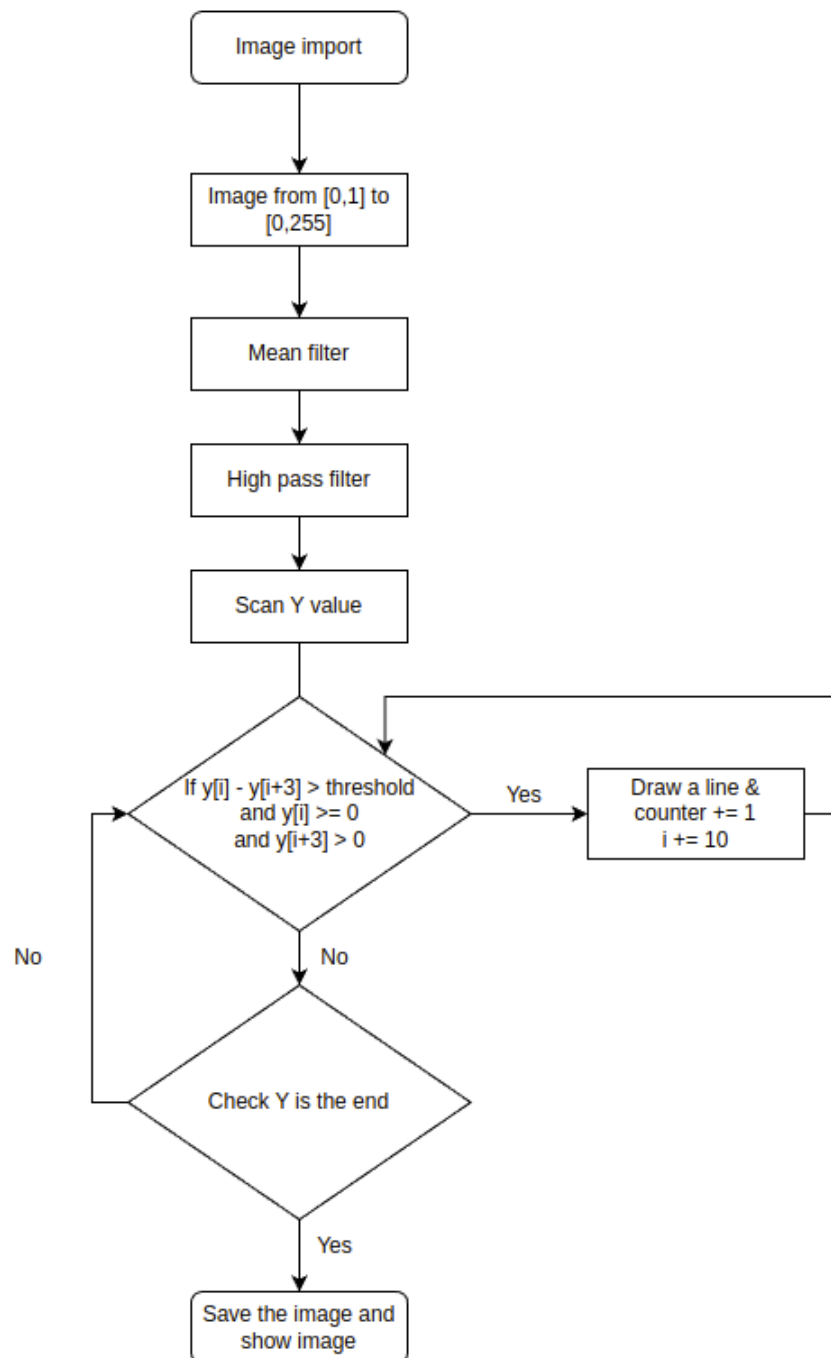 Image import
Image from [0,1] to
[0,255]
Mean filter
High pass filter
Scan Y value
If y[i] - y[i+3] > threshold
and y[i] >= 0
and y[i+3] > 0
Yes
Draw a line &
counter += 1
i += 10
No
No
Check Y is the end
Yes
Save the image and
show image